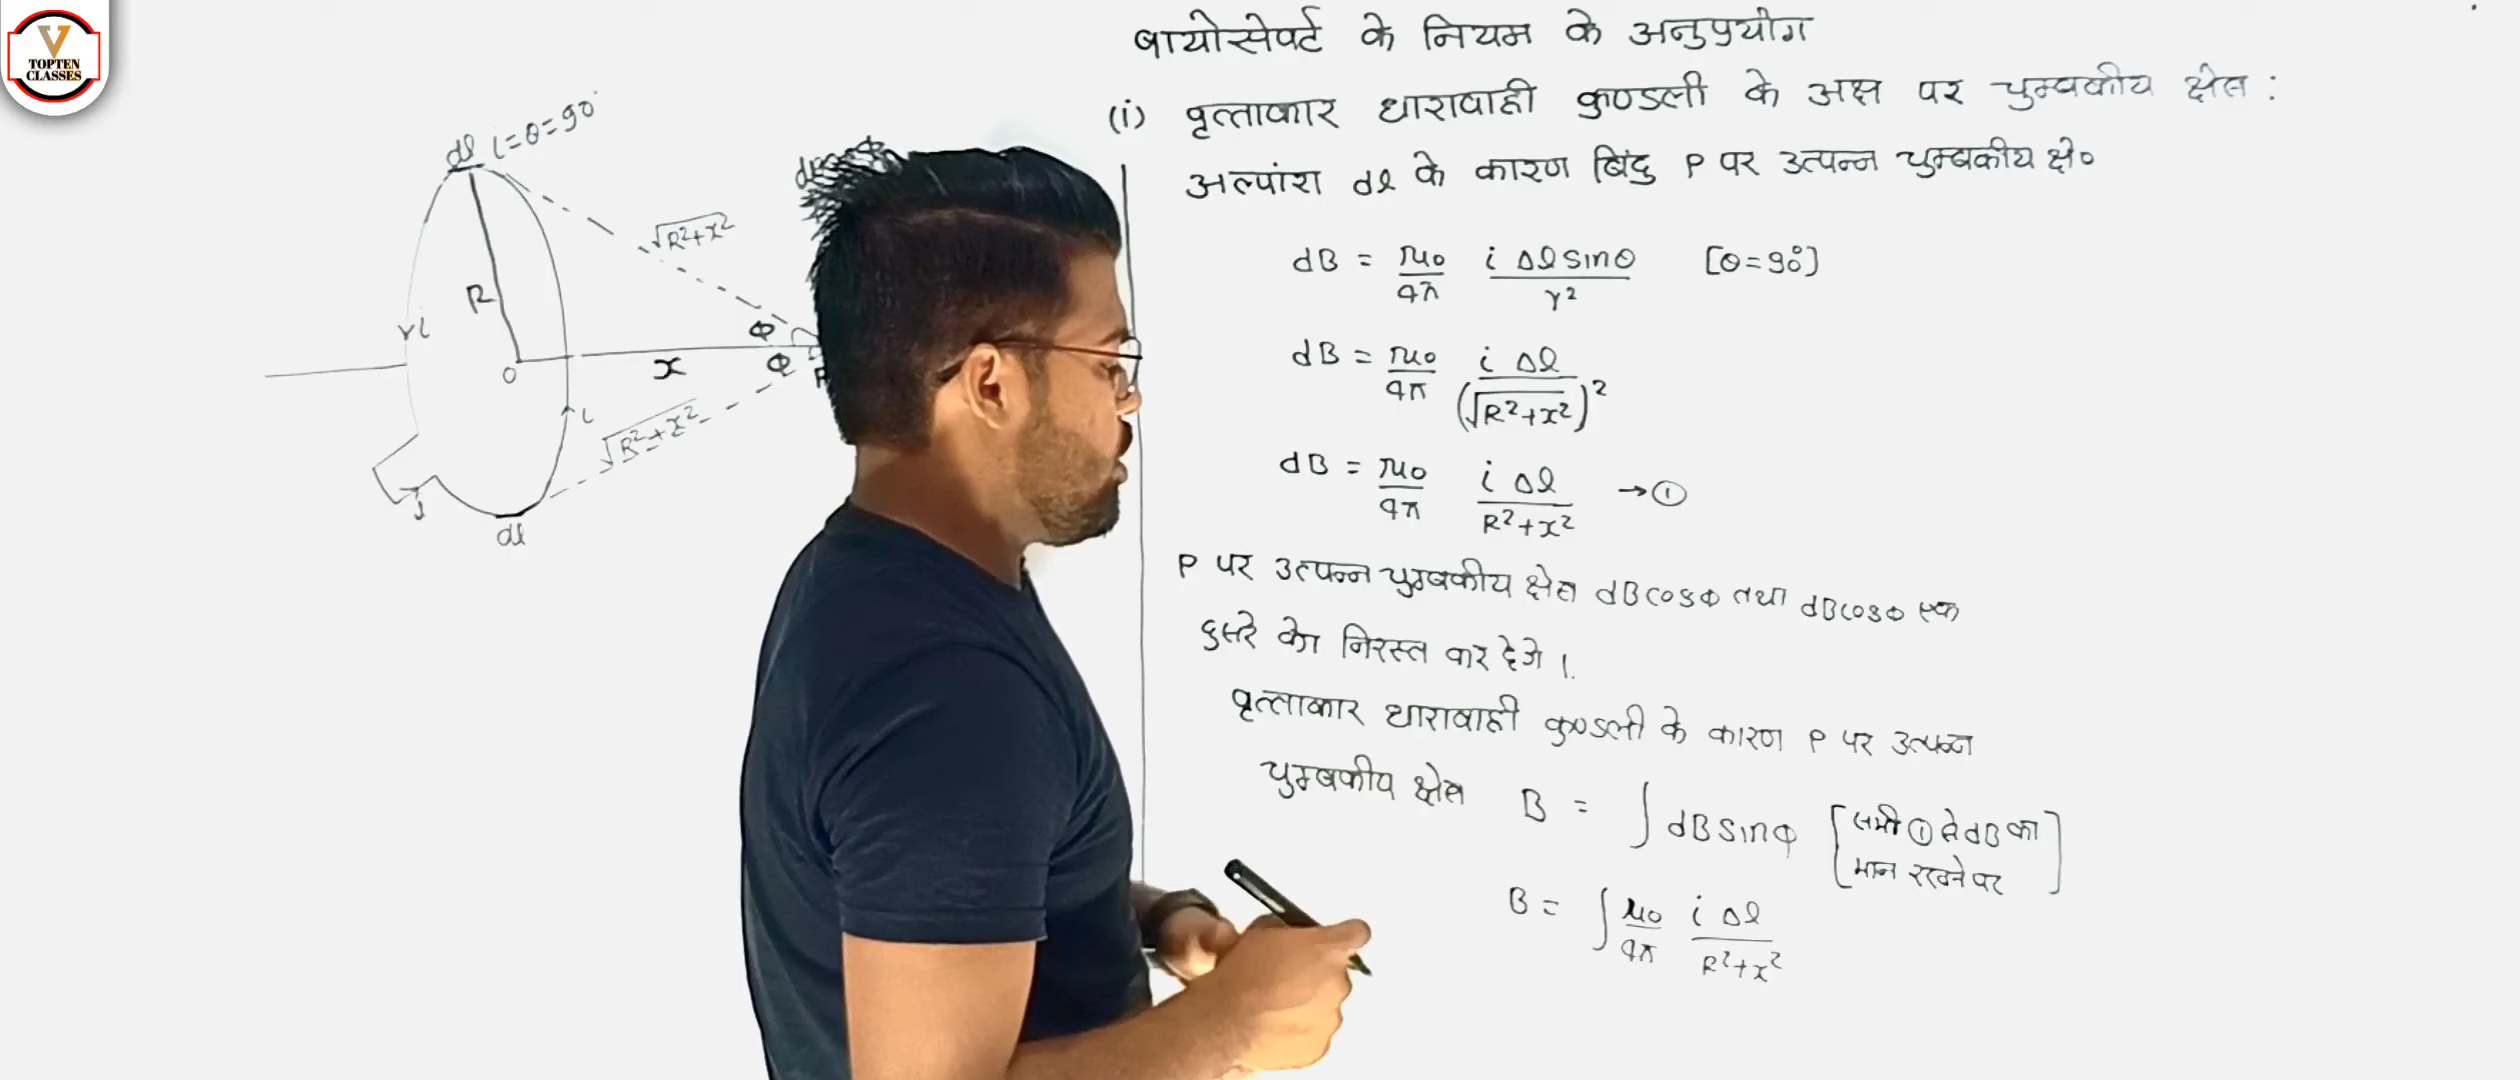 V
TOPTEN
CLASSES
dl i=θ=90°
√R²+x²
R
i
Φ
Φ
O
x
√R²+x²
i
dl
बायोसेवर्ट के नियम के अनुप्रयोग
(i) वृत्ताकार धारावाही कुण्डली के अक्ष पर चुम्बकीय क्षेत्र :
अल्पांश dl के कारण बिंदु P पर उत्पन्न चुम्बकीय क्षे०
dB = μ₀/4π i Δl sinθ/r² [θ=90°]
dB = μ₀/4π i Δl/(√R²+x²)²
dB = μ₀/4π i Δl/R²+x² → ①
P पर उत्पन्न चुम्बकीय क्षेत्र dBcosΦ तथा dBcosΦ एक
दुसरे को निरस्त कर देगे ।
वृत्ताकार धारावाही कुण्डली के कारण P पर उत्पन्न
चुम्बकीय क्षेत्र B = ∫ dB sinΦ [समी ① से dB का
मान रखने पर]
B = ∫ μ₀/4π i Δl/R²+x²